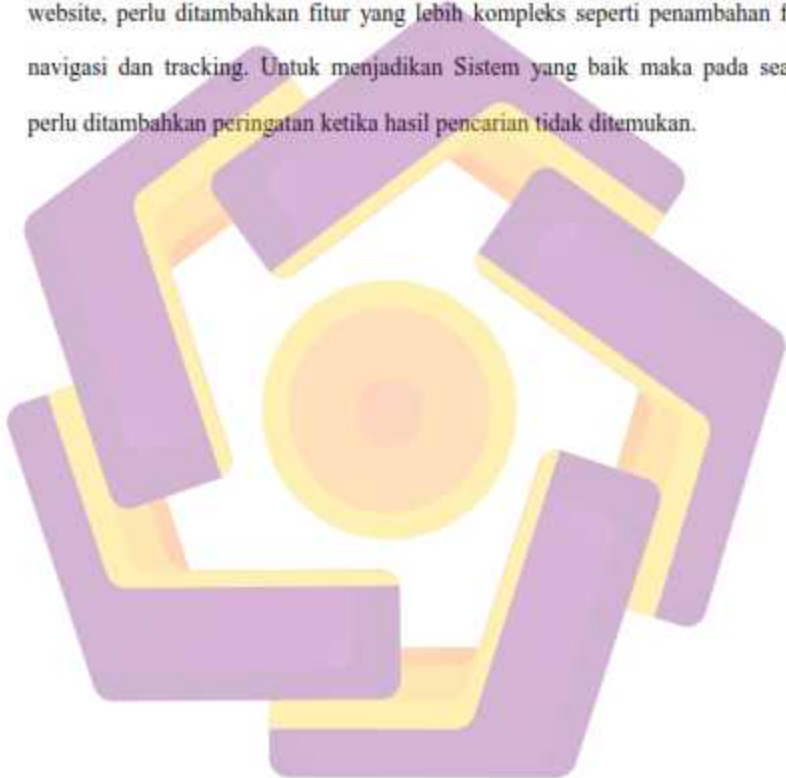 website, perlu ditambahkan fitur yang lebih kompleks seperti penambahan
navigasi dan tracking. Untuk menjadikan Sistem yang baik maka pada
perlu ditambahkan peringatan ketika hasil pencarian tidak ditemukan.